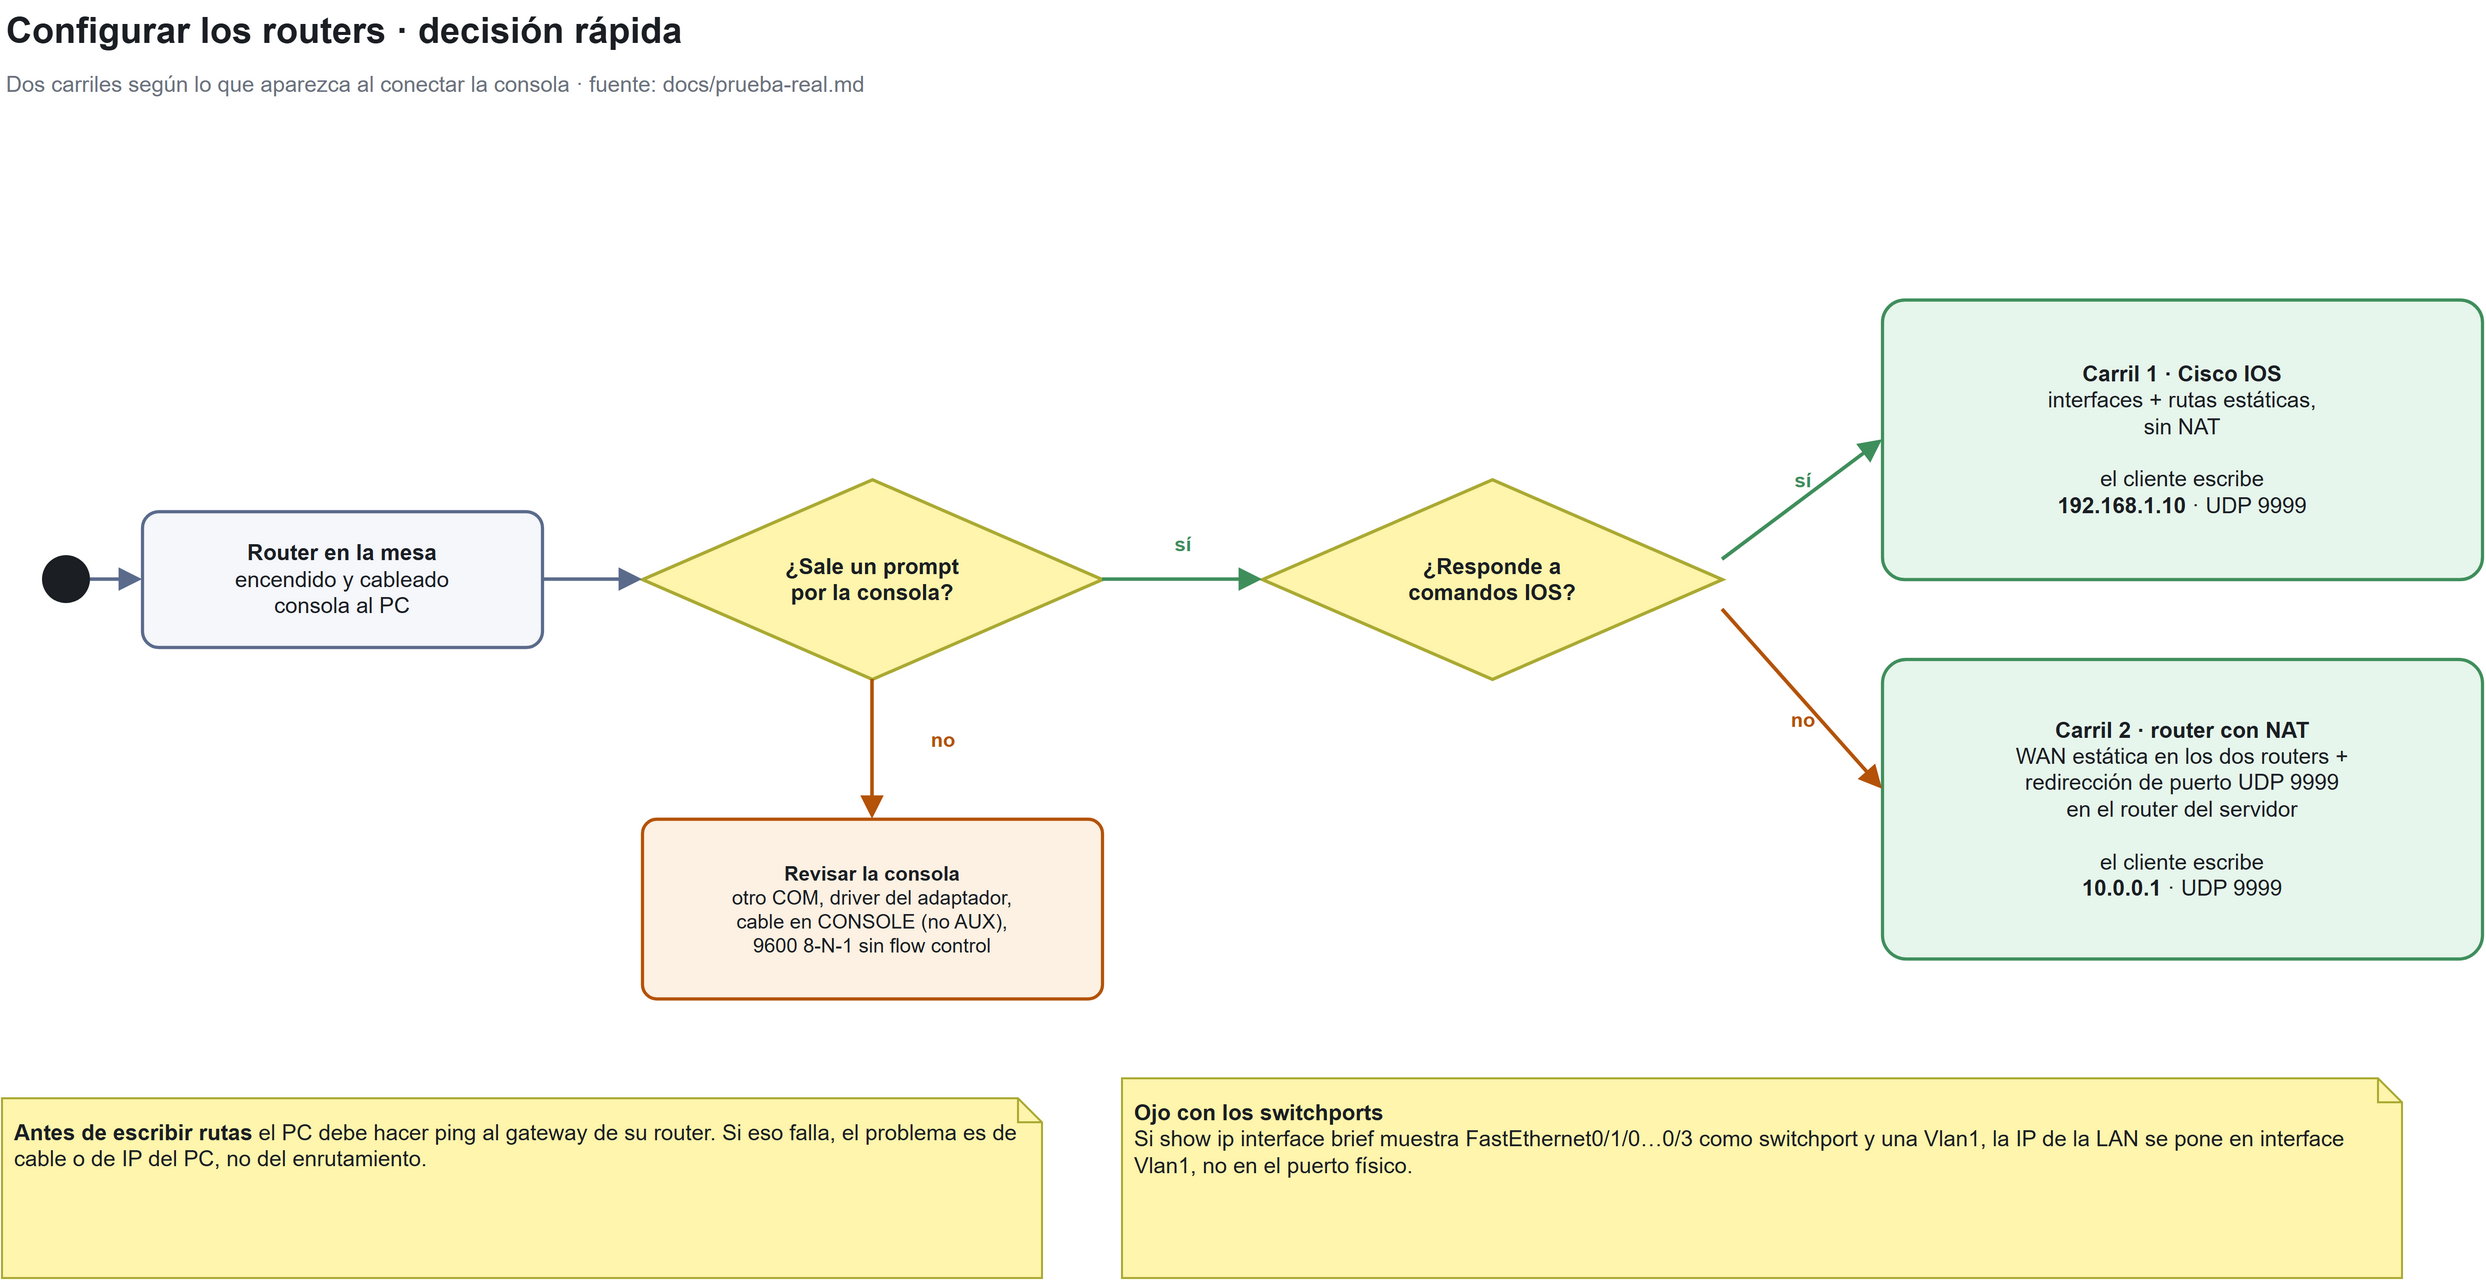 Configurar los routers · decisión rápida
Dos carriles según lo que aparezca al conectar la consola · fuente: docs/prueba-real.md
Router en la mesa
encendido y cableado
consola al PC
¿Sale un prompt
por la consola?
sí
no
¿Responde a
comandos IOS?
sí
no
Carril 1 · Cisco IOS
interfaces + rutas estáticas,
sin NAT
el cliente escribe
192.168.1.10 · UDP 9999
Carril 2 · router con NAT
WAN estática en los dos routers +
redirección de puerto UDP 9999
en el router del servidor
el cliente escribe
10.0.0.1 · UDP 9999
Revisar la consola
otro COM, driver del adaptador,
cable en CONSOLE (no AUX),
9600 8-N-1 sin flow control
Antes de escribir rutas el PC debe hacer ping al gateway de su router. Si eso falla, el problema es de
cable o de IP del PC, no del enrutamiento.
Ojo con los switchports
Si show ip interface brief muestra FastEthernet0/1/0…0/3 como switchport y una Vlan1, la IP de la LAN se pone en interface
Vlan1, no en el puerto físico.